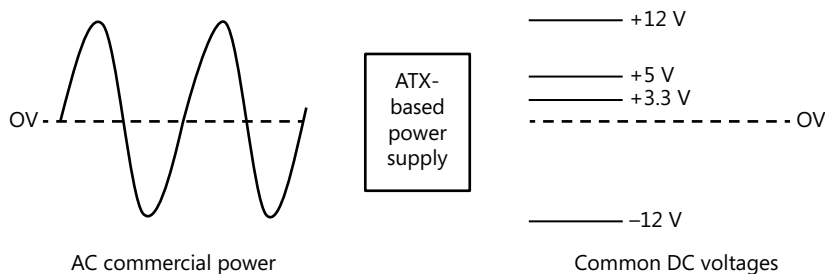 OV
AC commercial power
ATX-
based
power
supply
+12 V
+5 V
+3.3 V
OV
–12 V
Common DC voltages